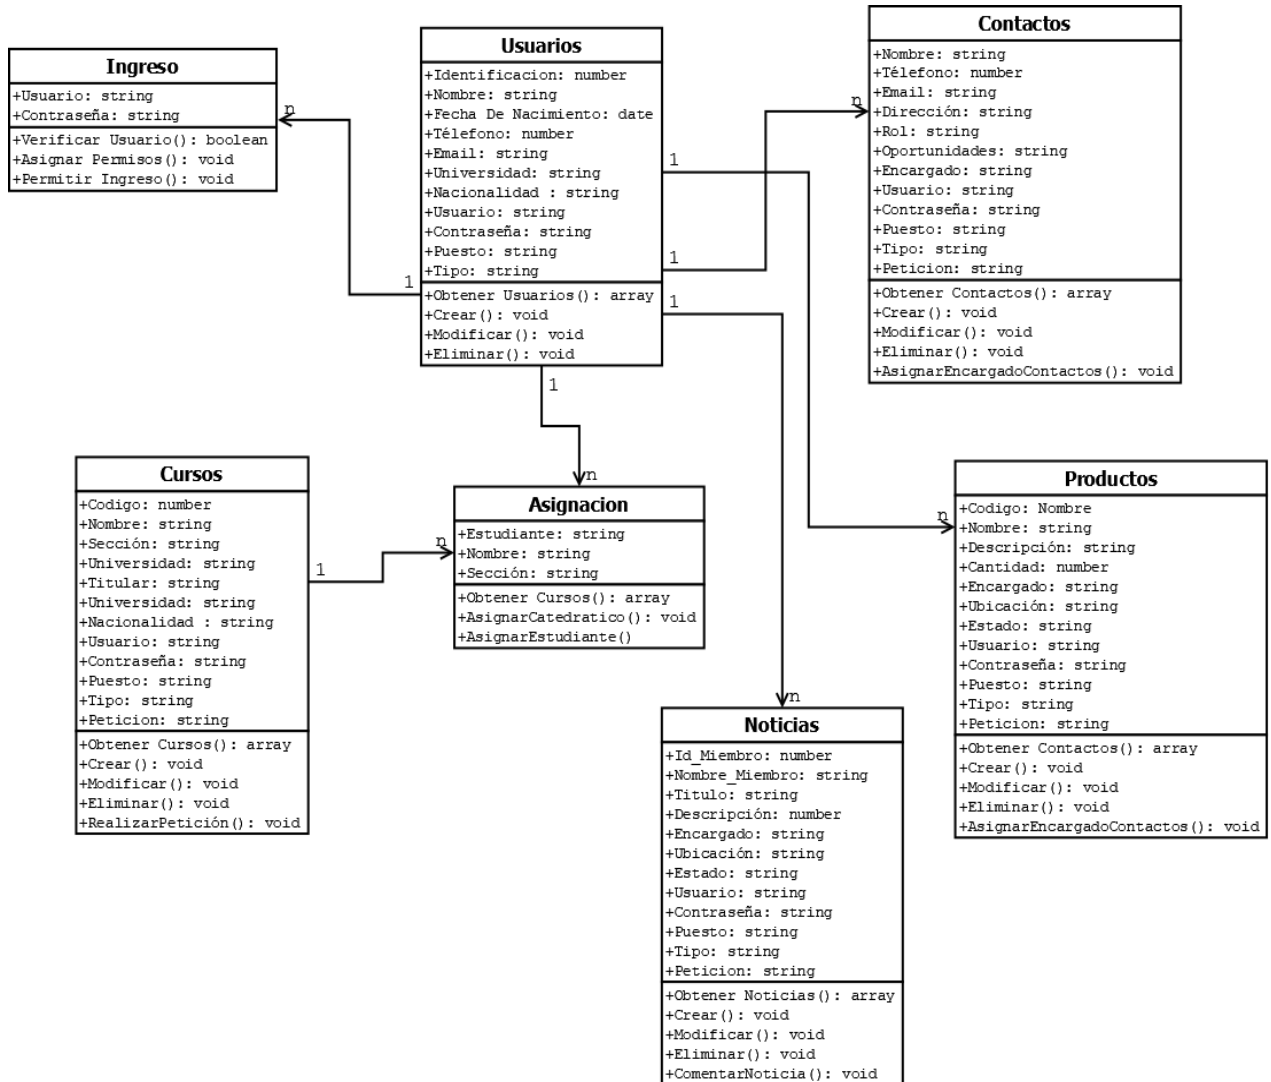 Ingreso
+Usuario: string
+Contraseña: string
+Verificar Usuario(): boolean
+Asignar Permisos(): void
+Permitir Ingreso(): void
n
1
Usuarios
+Identificacion: number
+Nombre: string
+Fecha De Nacimiento: date
+Télefono: number
+Email: string
+Universidad: string
+Nacionalidad : string
+Usuario: string
+Contraseña: string
+Puesto: string
+Tipo: string
+Obtener Usuarios(): array
+Crear(): void
+Modificar(): void
+Eliminar(): void
1
1
1
1
n
Contactos
+Nombre: string
+Télefono: number
+Email: string
+Dirección: string
+Rol: string
+Oportunidades: string
+Encargado: string
+Usuario: string
+Contraseña: string
+Puesto: string
+Tipo: string
+Peticion: string
+Obtener Contactos(): array
+Crear(): void
+Modificar(): void
+Eliminar(): void
+AsignarEncargadoContactos(): void
Cursos
+Codigo: number
+Nombre: string
+Sección: string
+Universidad: string
+Titular: string
+Universidad: string
+Nacionalidad : string
+Usuario: string
+Contraseña: string
+Puesto: string
+Tipo: string
+Peticion: string
+Obtener Cursos(): array
+Crear(): void
+Modificar(): void
+Eliminar(): void
+RealizarPetición(): void
1
n
n
Asignacion
+Estudiante: string
+Nombre: string
+Sección: string
+Obtener Cursos(): array
+AsignarCatedratico(): void
+AsignarEstudiante()
n
Productos
+Codigo: Nombre
+Nombre: string
+Descripción: string
+Cantidad: number
+Encargado: string
+Ubicación: string
+Estado: string
+Usuario: string
+Contraseña: string
+Puesto: string
+Tipo: string
+Peticion: string
+Obtener Contactos(): array
+Crear(): void
+Modificar(): void
+Eliminar(): void
+AsignarEncargadoContactos(): void
n
Noticias
+Id_Miembro: number
+Nombre_Miembro: string
+Titulo: string
+Descripción: number
+Encargado: string
+Ubicación: string
+Estado: string
+Usuario: string
+Contraseña: string
+Puesto: string
+Tipo: string
+Peticion: string
+Obtener Noticias(): array
+Crear(): void
+Modificar(): void
+Eliminar(): void
+ComentarNoticia(): void